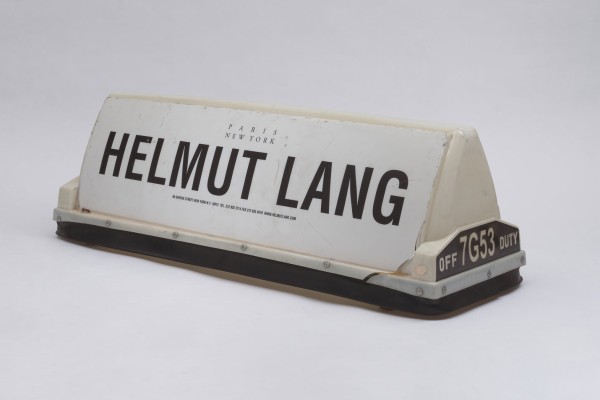 PARIS
NEW YORK
HELMUT LANG
OFF 7G53 DUTY